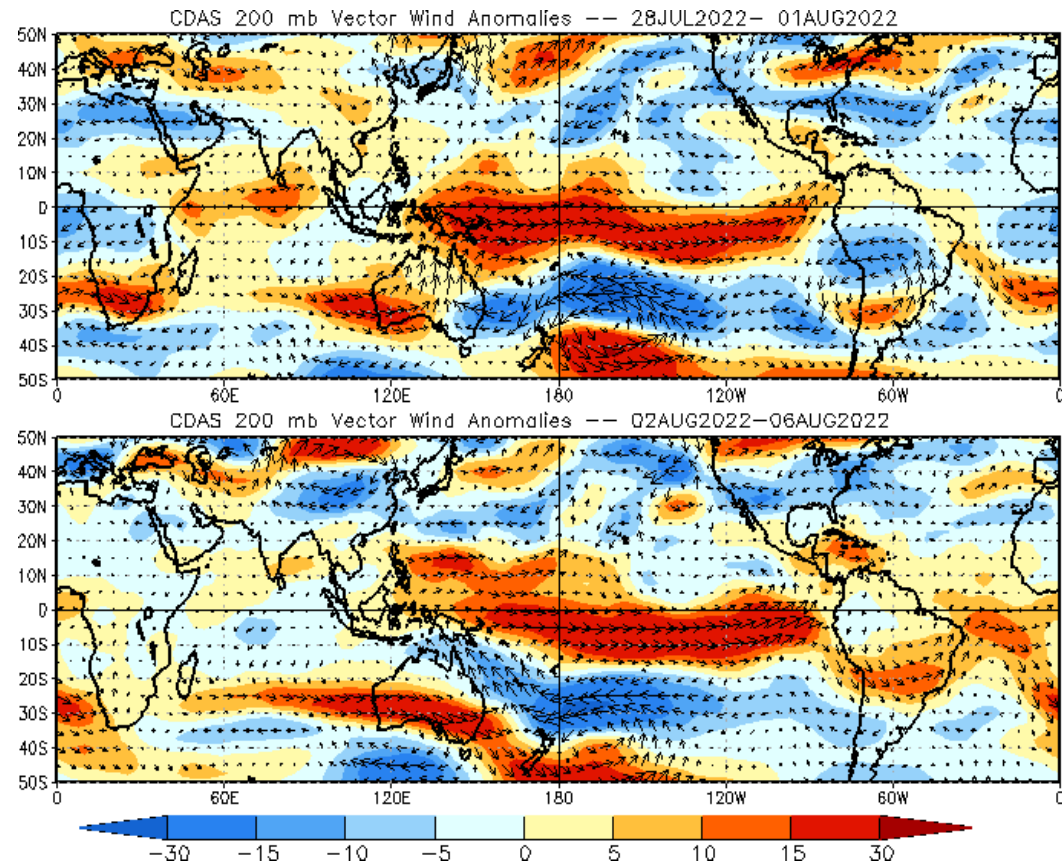 CDAS 200 mb Vector Wind Anomalies -- 28JUL2022- 01AUG2022
50N
40N
30N
20N
10N
0
10S
20S
30S
40S
50S
0 60E 120E 180 120W 60W 0
CDAS 200 mb Vector Wind Anomalies -- 02AUG2022-06AUG2022
50N
40N
30N
20N
10N
0
10S
20S
30S
40S
50S
0 60E 120E 180 120W 60W 0
-30 -15 -10 -5 0 5 10 15 30